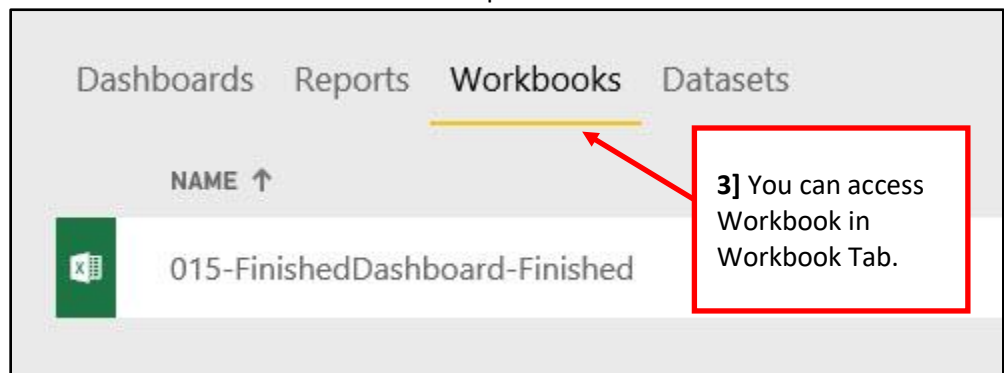 Dashboards Reports Workbooks Datasets
NAME ↑
3] You can access
Workbook in
Workbook Tab.
015-FinishedDashboard-Finished